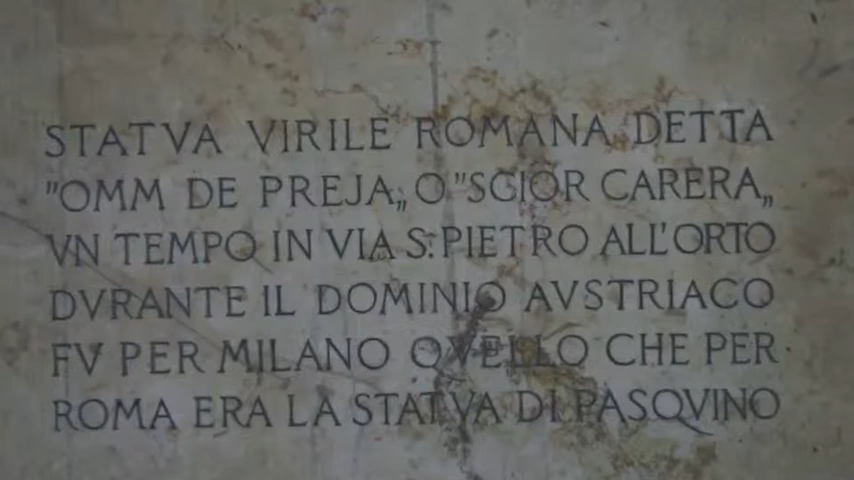 STATVA VIRILE ROMANA DETTA
"OMM DE PREJA„ O "SCIOR CARERA„
VN TEMPO IN VIA S. PIETRO ALL'ORTO
DVRANTE IL DOMINIO AVSTRIACO
FV PER MILANO QVELLO CHE PER
ROMA ERA LA STATVA DI PASQVINO